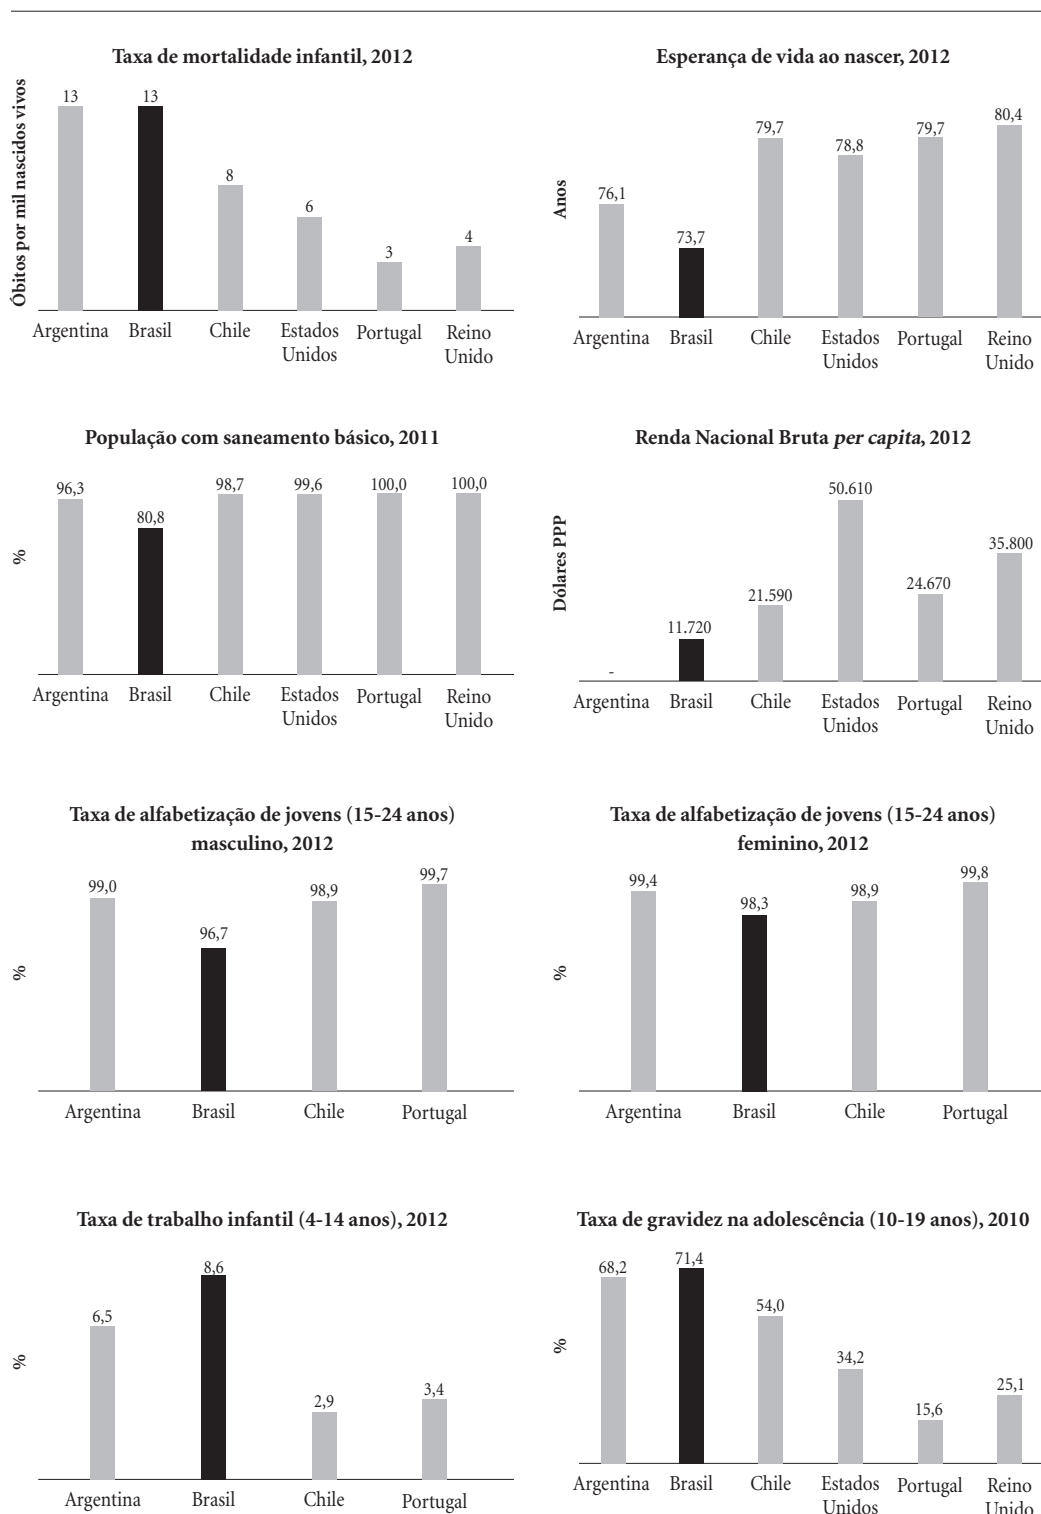 Taxa de mortalidade infantil, 2012
Óbitos por mil nascidos vivos
13
13
8
6
3
4
Argentina
Brasil
Chile
Estados
Unidos
Portugal
Reino
Unido
Esperança de vida ao nascer, 2012
Anos
76,1
73,7
79,7
78,8
79,7
80,4
Argentina
Brasil
Chile
Estados
Unidos
Portugal
Reino
Unido
População com saneamento básico, 2011
%
96,3
80,8
98,7
99,6
100,0
100,0
Argentina
Brasil
Chile
Estados
Unidos
Portugal
Reino
Unido
Renda Nacional Bruta per capita, 2012
Dólares PPP
-
11.720
21.590
50.610
24.670
35.800
Argentina
Brasil
Chile
Estados
Unidos
Portugal
Reino
Unido
Taxa de alfabetização de jovens (15-24 anos)
masculino, 2012
%
99,0
96,7
98,9
99,7
Argentina
Brasil
Chile
Portugal
Taxa de alfabetização de jovens (15-24 anos)
feminino, 2012
%
99,4
98,3
98,9
99,8
Argentina
Brasil
Chile
Portugal
Taxa de trabalho infantil (4-14 anos), 2012
%
6,5
8,6
2,9
3,4
Argentina
Brasil
Chile
Portugal
Taxa de gravidez na adolescência (10-19 anos), 2010
%
68,2
71,4
54,0
34,2
15,6
25,1
Argentina
Brasil
Chile
Estados
Unidos
Portugal
Reino
Unido